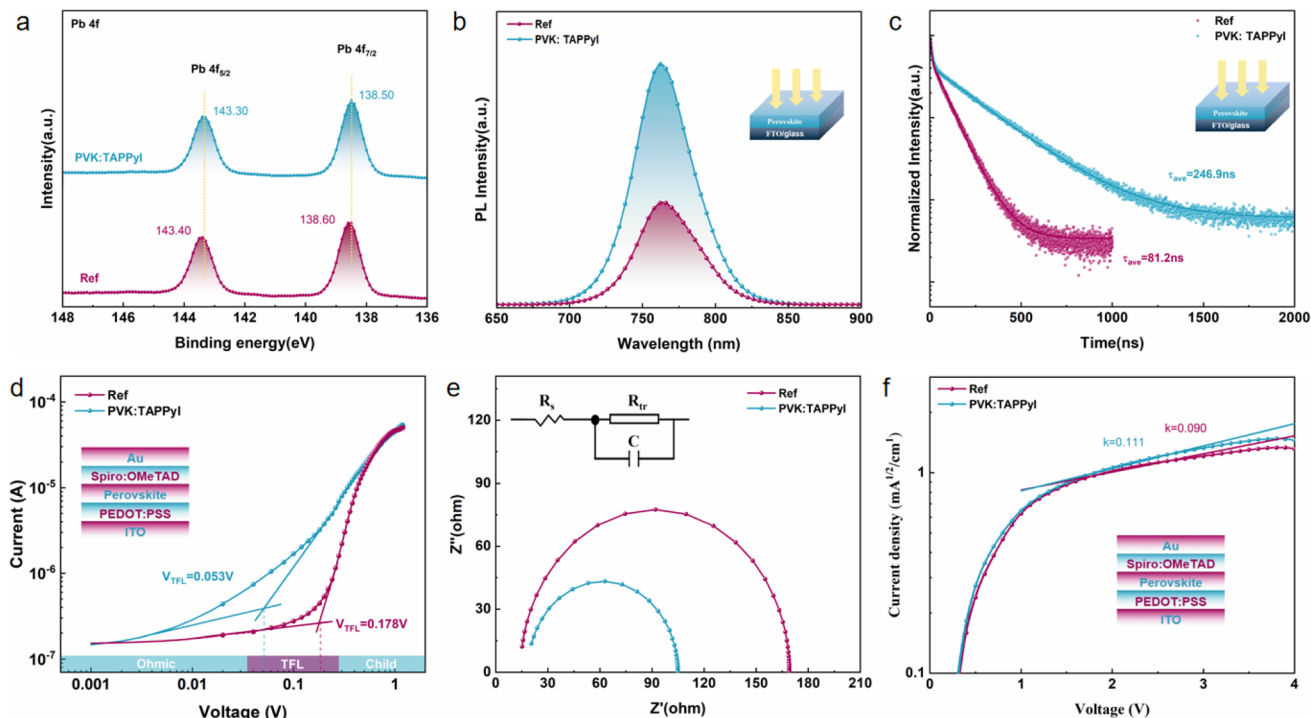 a
Pb 4f
Pb 4f5/2
Pb 4f7/2
143.30
138.50
PVK:TAPPyI
143.40
138.60
Ref
Intensity(a.u.)
148 146 144 142 140 138 136
Binding energy(eV)
b
Ref
PVK: TAPPyI
Perovskite
FTO/glass
PL Intensity(a.u.)
650 700 750 800 850 900
Wavelength (nm)
c
Ref
PVK: TAPPyI
Perovskite
FTO/glass
τave=246.9ns
τave=81.2ns
Normalized Intensity(a.u.)
0 500 1000 1500 2000
Time(ns)
d
Ref
PVK:TAPPyI
10-4
10-5
10-6
10-7
Au
Spiro:OMeTAD
Perovskite
PEDOT:PSS
ITO
VTFL=0.053V
VTFL=0.178V
Ohmic TFL Child
Current (A)
0.001 0.01 0.1 1
Voltage (V)
e
Rs
Rtr
C
Ref
PVK:TAPPyI
120
90
60
30
0
Z''(ohm)
0 30 60 90 120 150 180 210
Z'(ohm)
f
Ref
PVK:TAPPyI
k=0.111
k=0.090
Au
Spiro:OMeTAD
Perovskite
PEDOT:PSS
ITO
1
0.1
Current density (mA1/2/cm1)
0 1 2 3 4
Voltage (V)